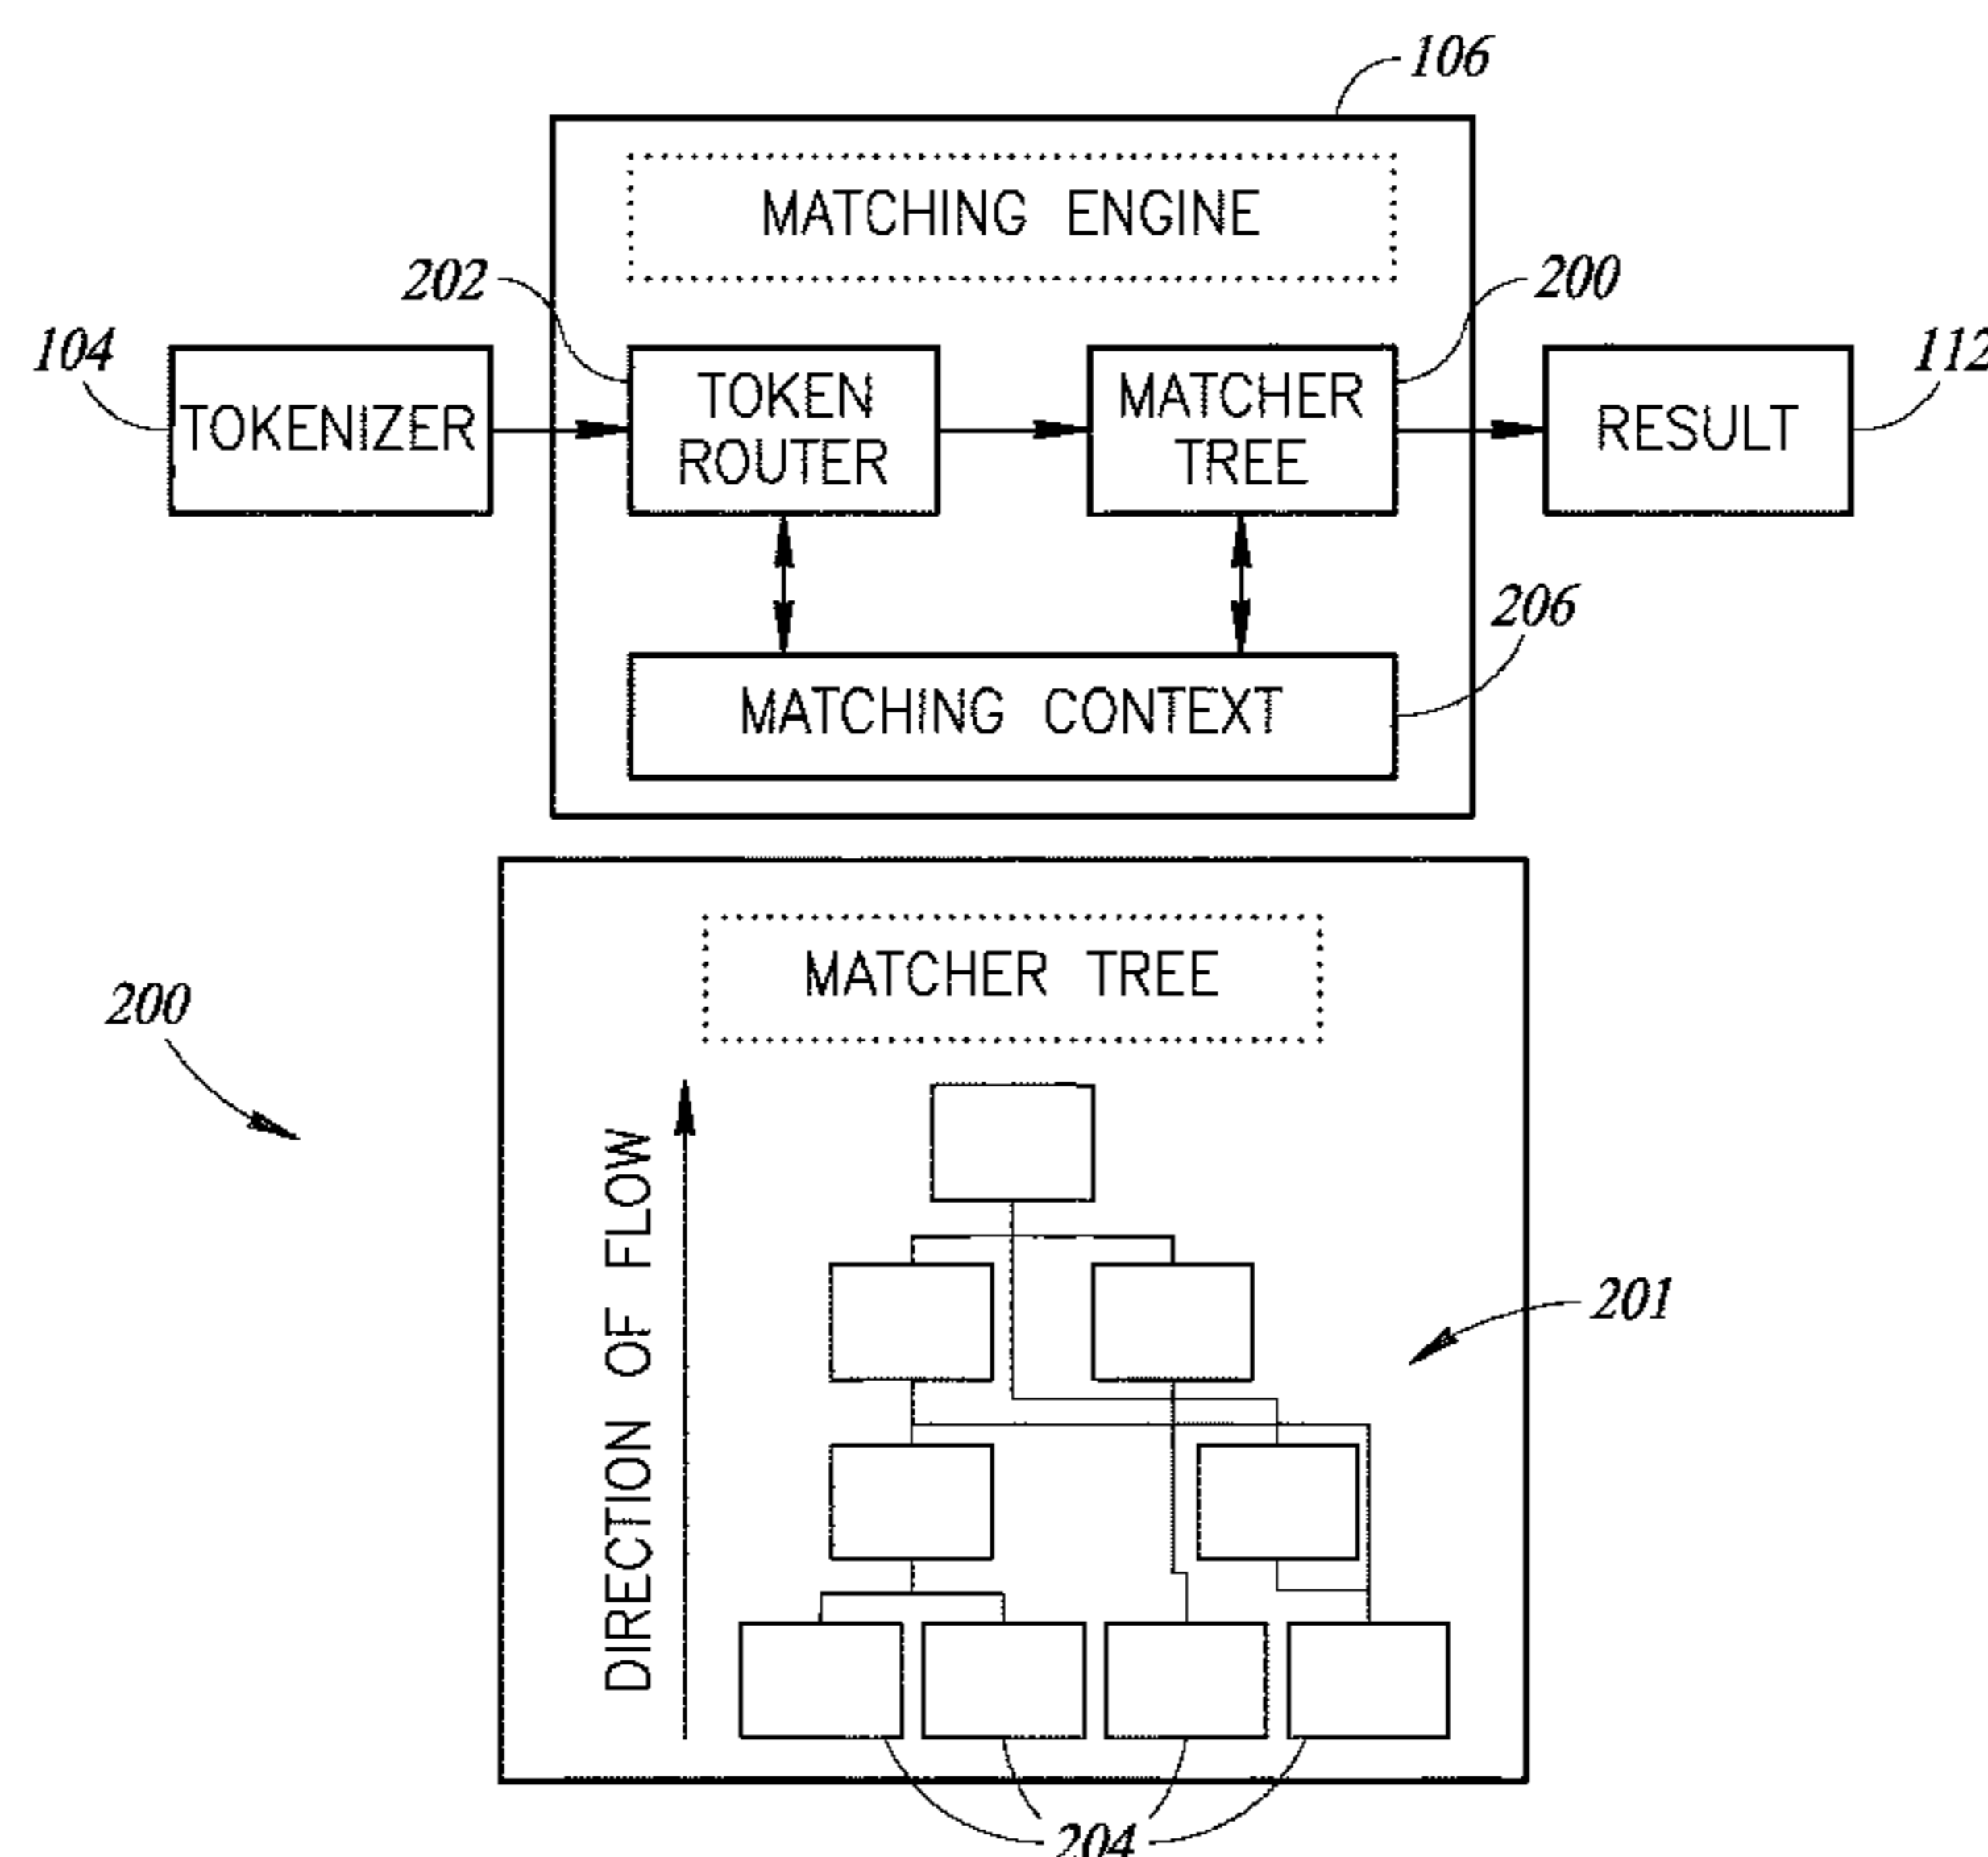 106
MATCHING ENGINE
202
200
104
112
TOKENIZER
TOKEN
ROUTER
MATCHER
TREE
RESULT
206
MATCHING CONTEXT
MATCHER TREE
200
DIRECTION OF FLOW
201
204